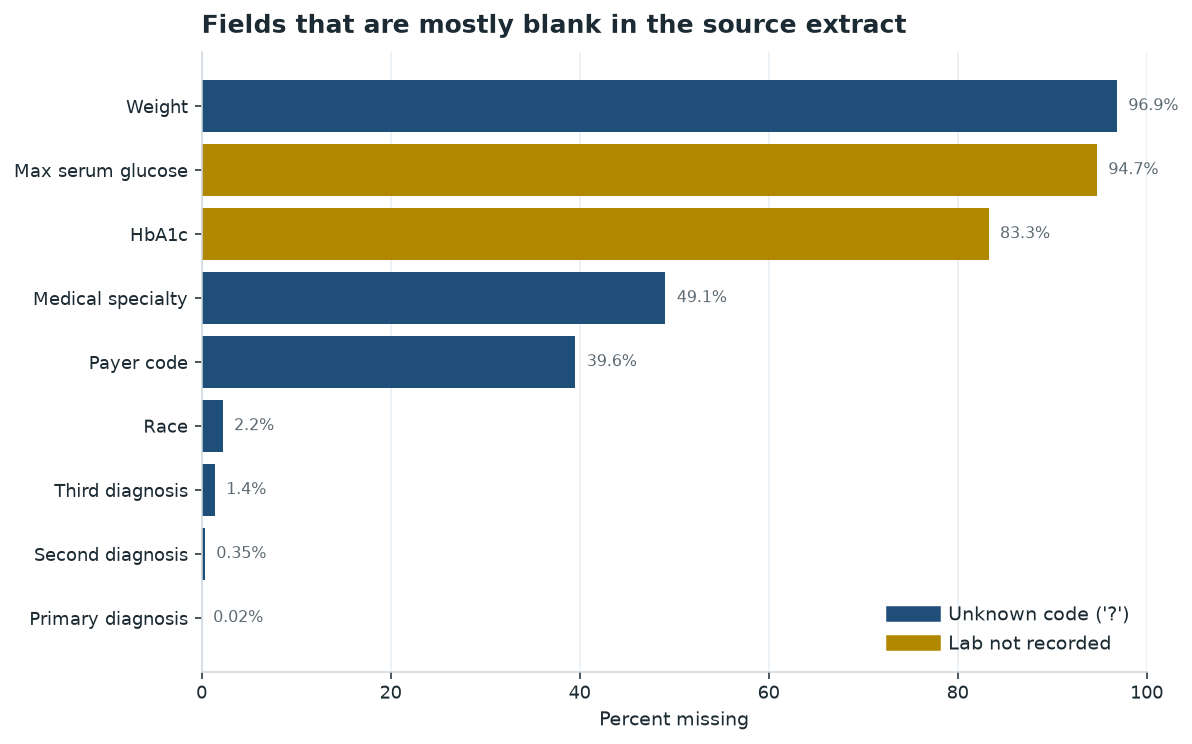 Fields that are mostly blank in the source extract
Weight
96.9%
Max serum glucose
94.7%
HbA1c
83.3%
Medical specialty
49.1%
Payer code
39.6%
Race
2.2%
Third diagnosis
1.4%
Second diagnosis
0.35%
Primary diagnosis
0.02%
Unknown code ('?')
Lab not recorded
0 20 40 60 80 100
Percent missing